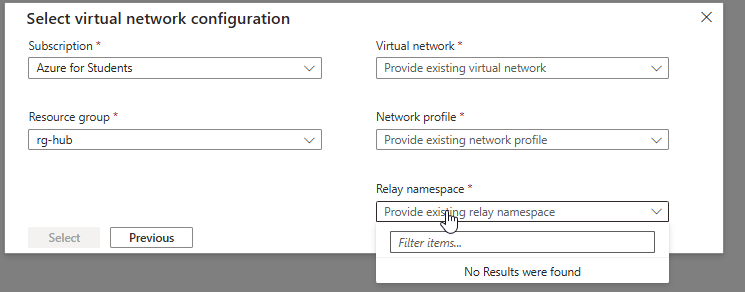 Select virtual network configuration
Subscription *
Azure for Students
Virtual network *
Provide existing virtual network
Resource group *
rg-hub
Network profile *
Provide existing network profile
Relay namespace *
Provide existing relay namespace
Filter items...
No Results were found
Select
Previous